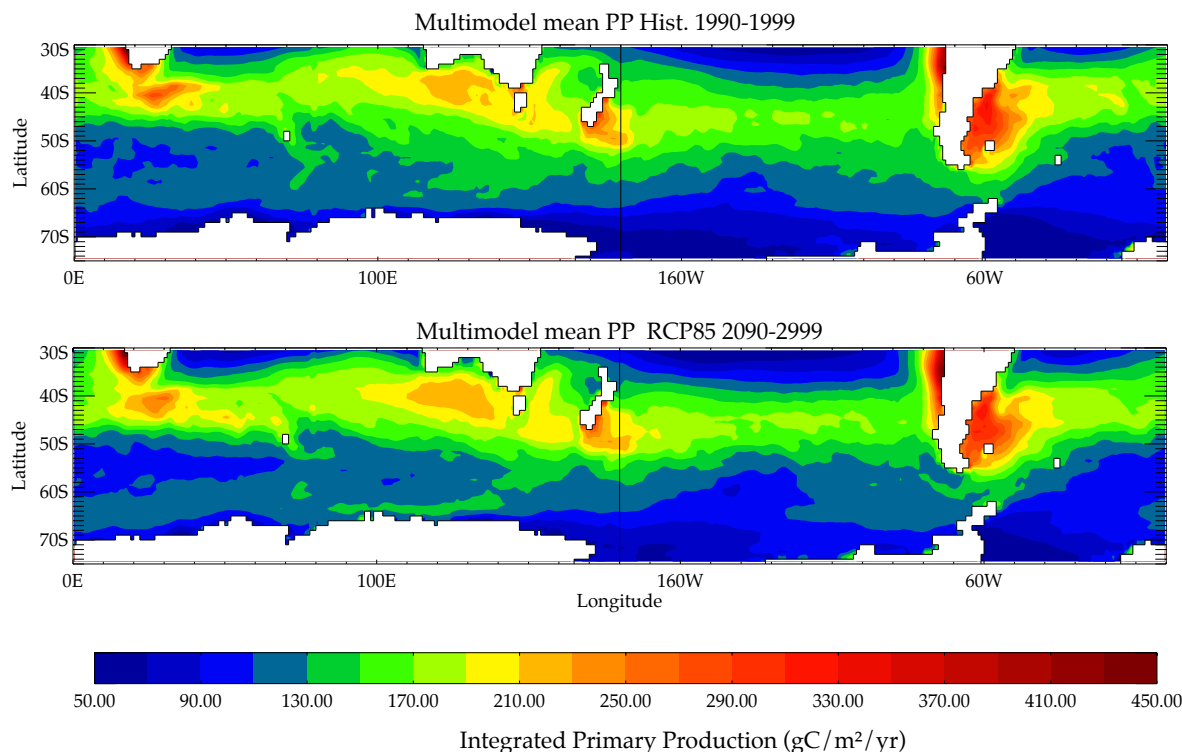 Multimodel mean PP Hist. 1990-1999
30S
40S
50S
60S
70S
Latitude
0E 100E 160W 60W
Multimodel mean PP RCP85 2090-2999
30S
40S
50S
60S
70S
Latitude
0E 100E 160W 60W
Longitude
50.00 90.00 130.00 170.00 210.00 250.00 290.00 330.00 370.00 410.00 450.00
Integrated Primary Production (gC/m²/yr)